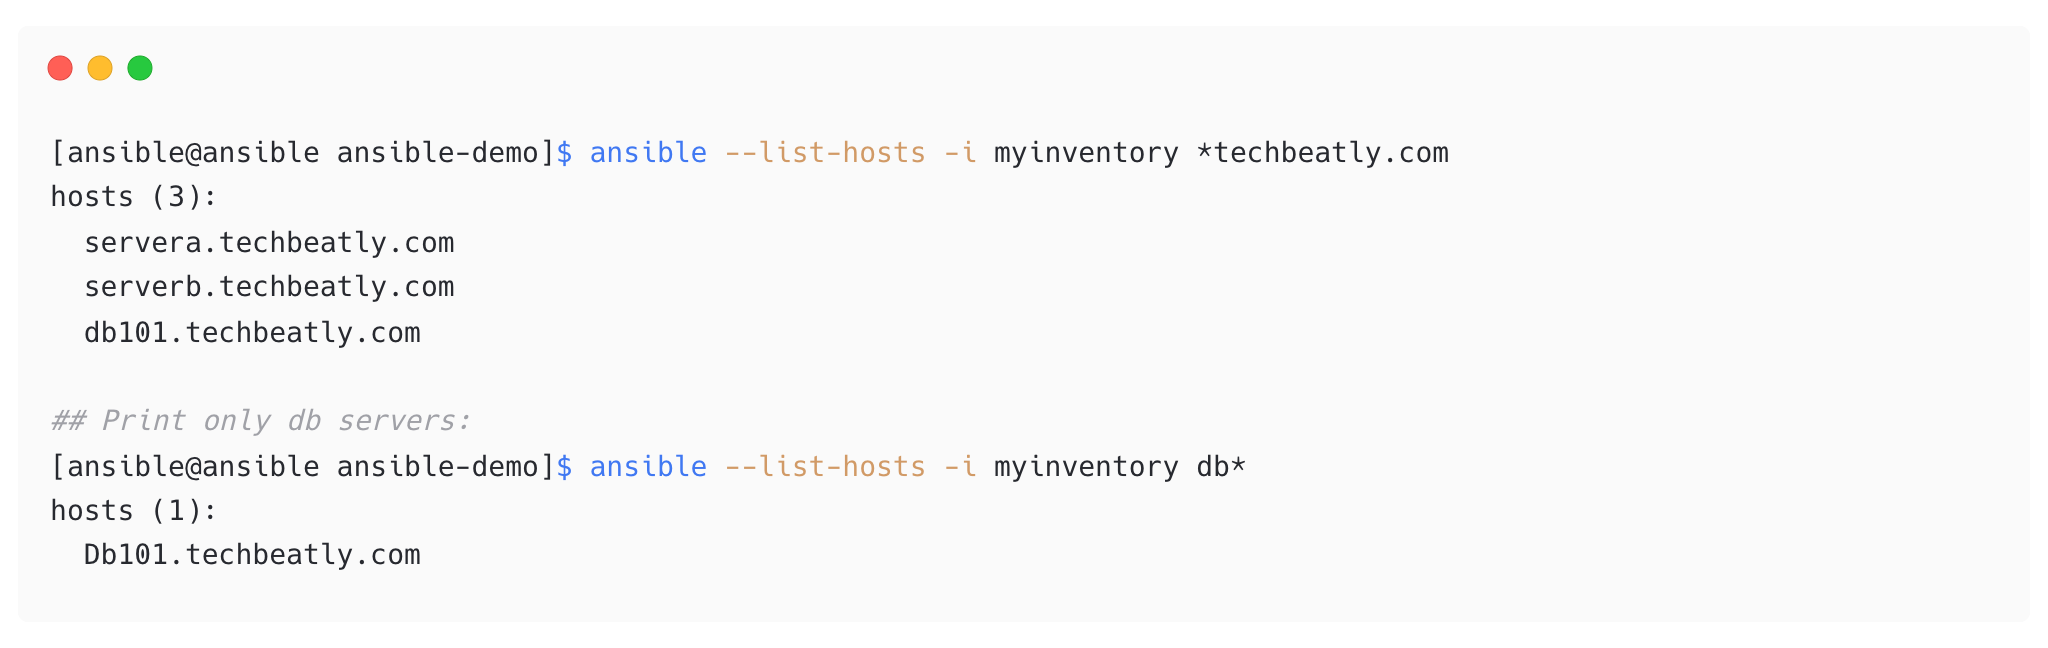 [ansible@ansible ansible-demo]$ ansible --list-hosts -i myinventory *techbeatly.com
hosts (3):
  servera.techbeatly.com
  serverb.techbeatly.com
  db101.techbeatly.com

## Print only db servers:
[ansible@ansible ansible-demo]$ ansible --list-hosts -i myinventory db*
hosts (1):
  Db101.techbeatly.com